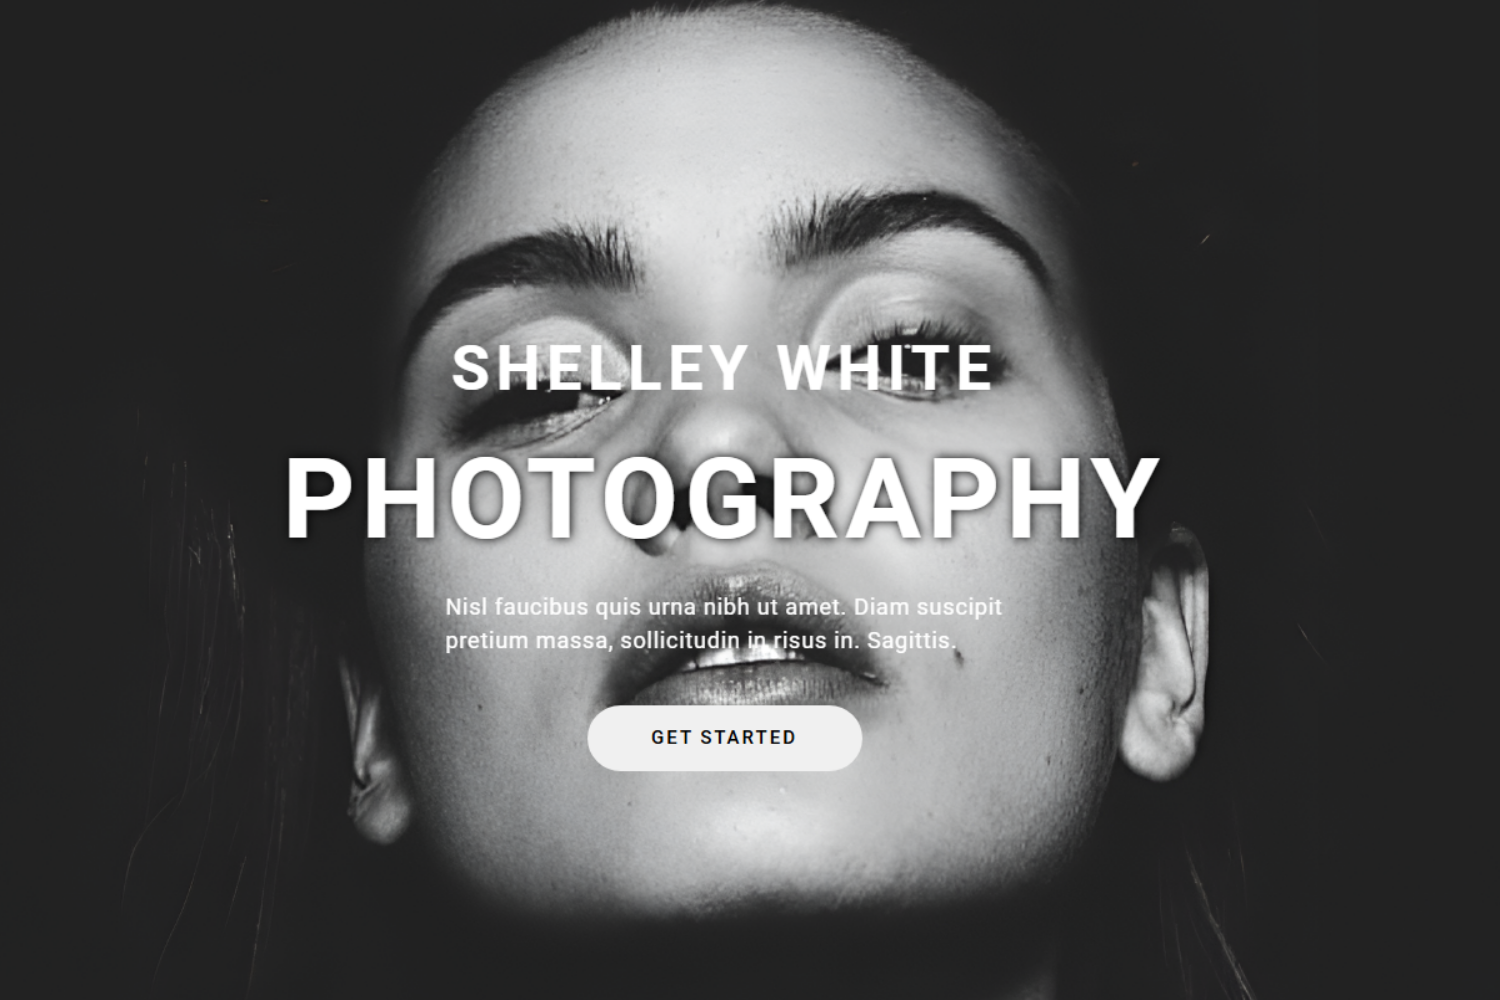 SHELLEY WHITE
PHOTOGRAPHY
Nisl faucibus quis urna nibh ut amet. Diam suscipit
pretium massa, sollicitudin in risus in. Sagittis.
GET STARTED